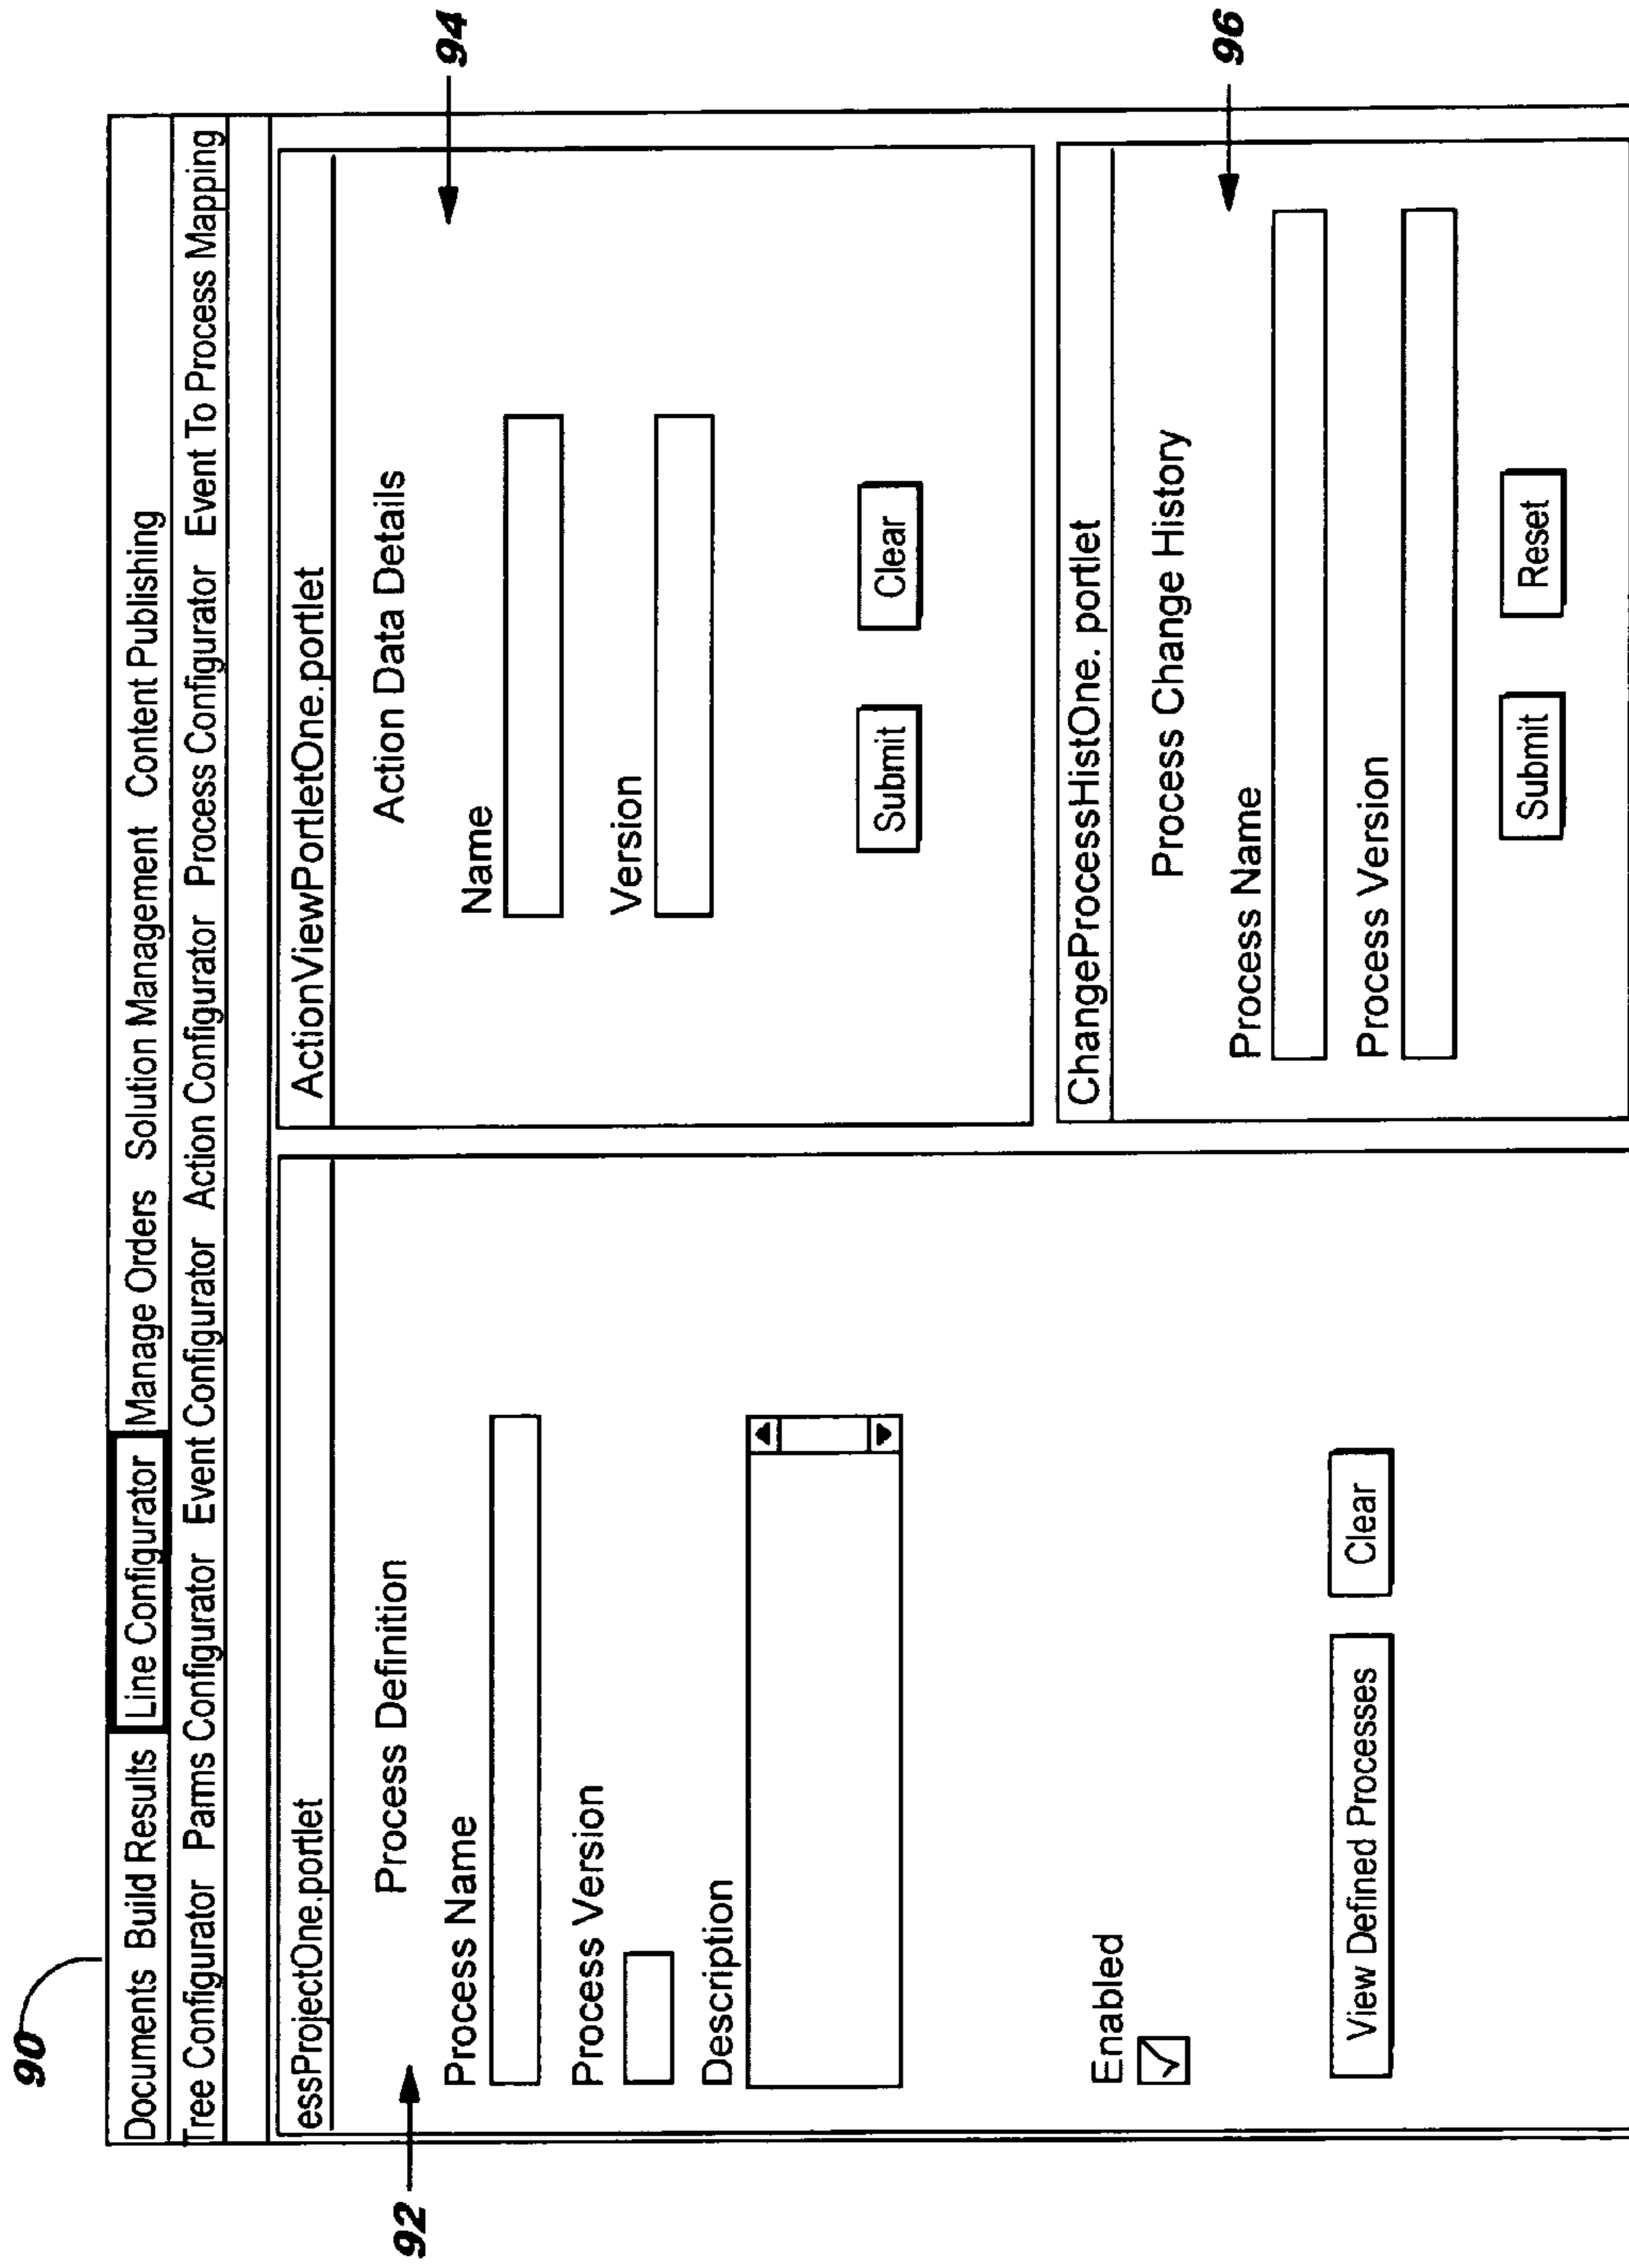 90
Documents Build Results Line Configurator Manage Orders Solution Management Content Publishing
Tree Configurator Params Configurator Event Configurator Action Configurator Process Configurator Event To Process Mapping
essProjectOne.portlet
92
Process Definition
Process Name
Process Version
Description
Enabled
View Defined Processes Clear
ActionViewPortletOne.portlet
94
Action Data Details
Name
Version
Submit Clear
ChangeProcessHistOne. portlet
Process Change History
96
Process Name
Process Version
Submit Reset